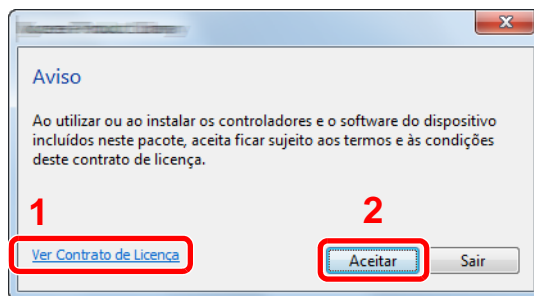 Aviso
Ao utilizar ou ao instalar os controladores e o software do dispositivo
incluídos neste pacote, aceita ficar sujeito aos termos e às condições
deste contrato de licença.
1
2
Ver Contrato de Licença
Aceitar
Sair